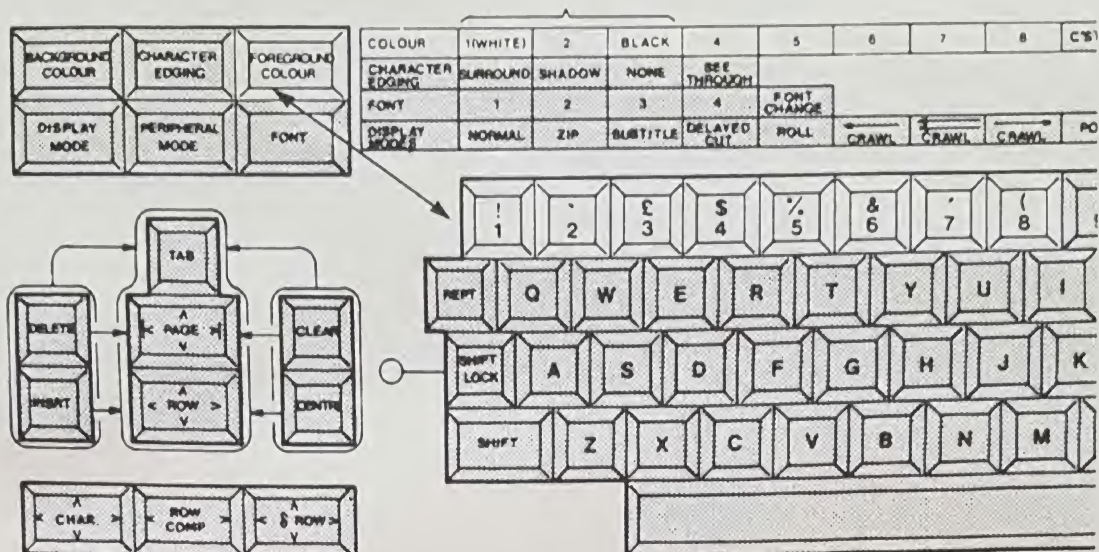 BACKGROUND COLOUR
CHARACTER EDGING
FOREGROUND COLOUR
DISPLAY MODE
PERIPHERAL MODE
FONT
COLOUR 1(WHITE) 2 BLACK 4 5 6 7 8
CHARACTER EDGING SURROUND SHADOW NONE SEE THROUGH
FONT 1 2 3 4 FONT CHANGE
DISPLAY MODES NORMAL ZIP SUBTITLE DELAYED CUT ROLL CRAWL CRAWL CRAWL
TAB
DELETE
< PAGE >
CLEAR
INSRT
< ROW >
CENTRE
< CHAR. >
ROW COMP
< § ROW >
! 1
` 2
£ 3
$ 4
% 5
& 6
' 7
( 8
REPT Q W E R T Y U I
SHIFT LOCK A S D F G H J K
SHIFT Z X C V B N M